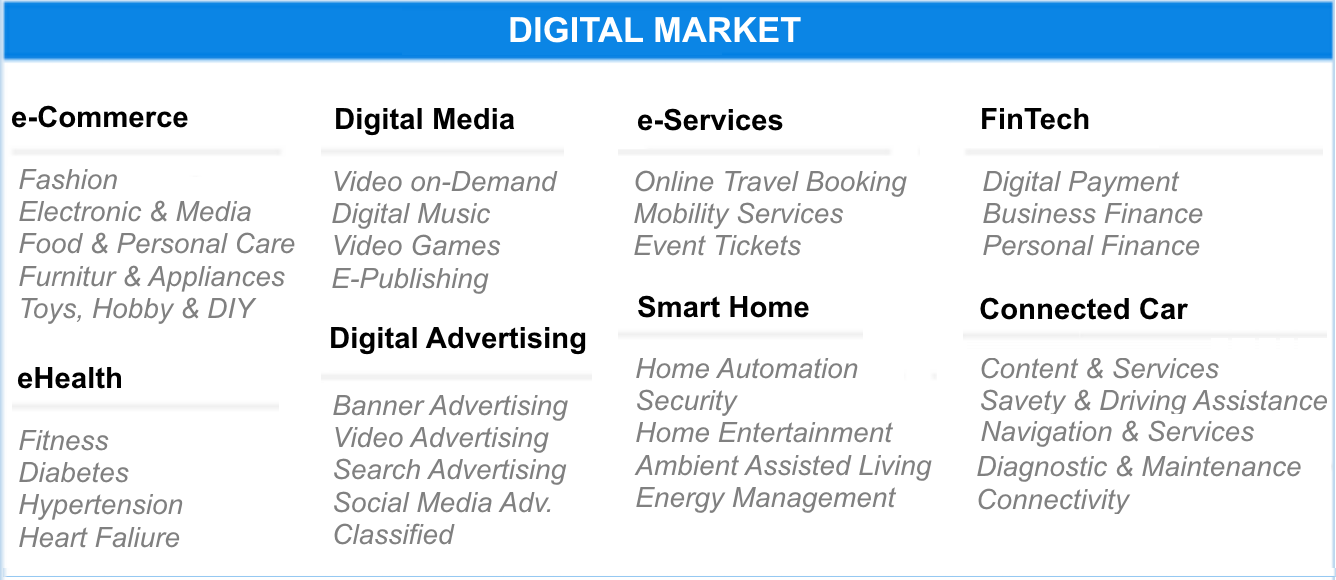 DIGITAL MARKET
e-Commerce
Fashion
Electronic & Media
Food & Personal Care
Furnitur & Appliances
Toys, Hobby & DIY
eHealth
Fitness
Diabetes
Hypertension
Heart Faliure
Digital Media
Video on-Demand
Digital Music
Video Games
E-Publishing
Digital Advertising
Banner Advertising
Video Advertising
Search Advertising
Social Media Adv.
Classified
e-Services
Online Travel Booking
Mobility Services
Event Tickets
Smart Home
Home Automation
Security
Home Entertainment
Ambient Assisted Living
Energy Management
FinTech
Digital Payment
Business Finance
Personal Finance
Connected Car
Content & Services
Savety & Driving Assistance
Navigation & Services
Diagnostic & Maintenance
Connectivity